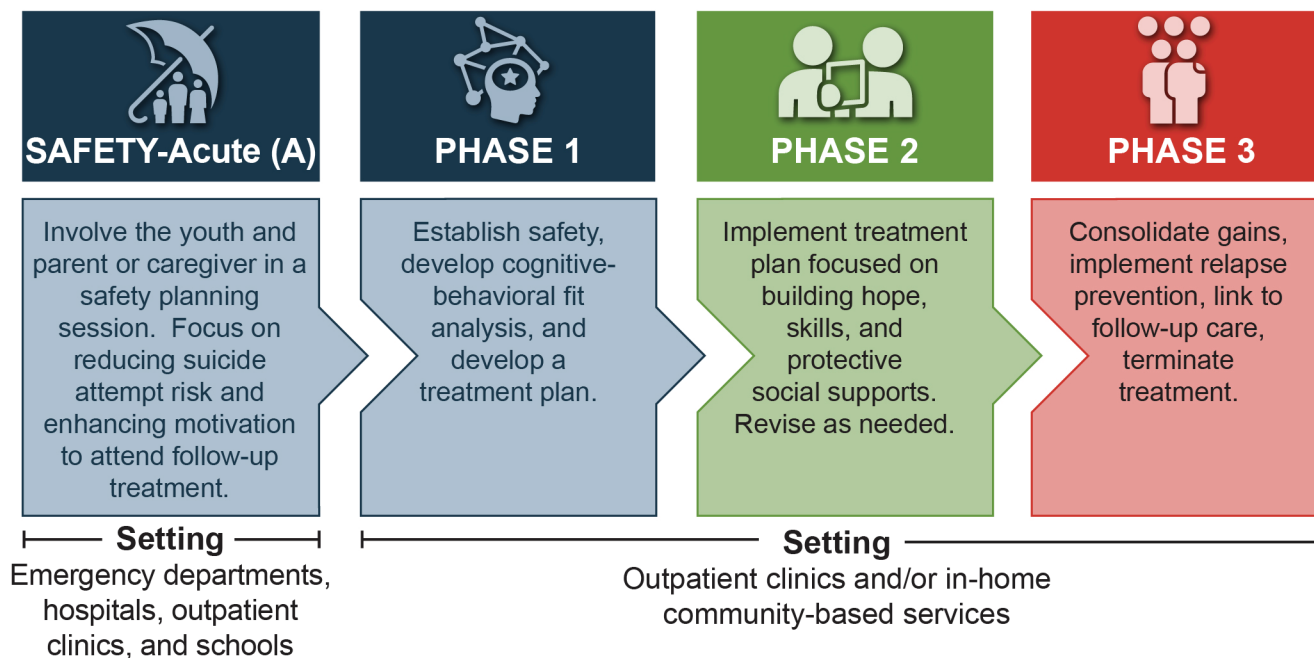 SAFETY-Acute (A)
Involve the youth and
parent or caregiver in a
safety planning
session.  Focus on
reducing suicide
attempt risk and
enhancing motivation
to attend follow-up
treatment.
PHASE 1
Establish safety,
develop cognitive-
behavioral fit
analysis, and
develop a
treatment plan.
PHASE 2
Implement treatment
plan focused on
building hope,
skills, and
protective
social supports.
Revise as needed.
PHASE 3
Consolidate gains,
implement relapse
prevention, link to
follow-up care,
terminate
treatment.
Setting
Emergency departments,
hospitals, outpatient
clinics, and schools
Setting
Outpatient clinics and/or in-home
community-based services